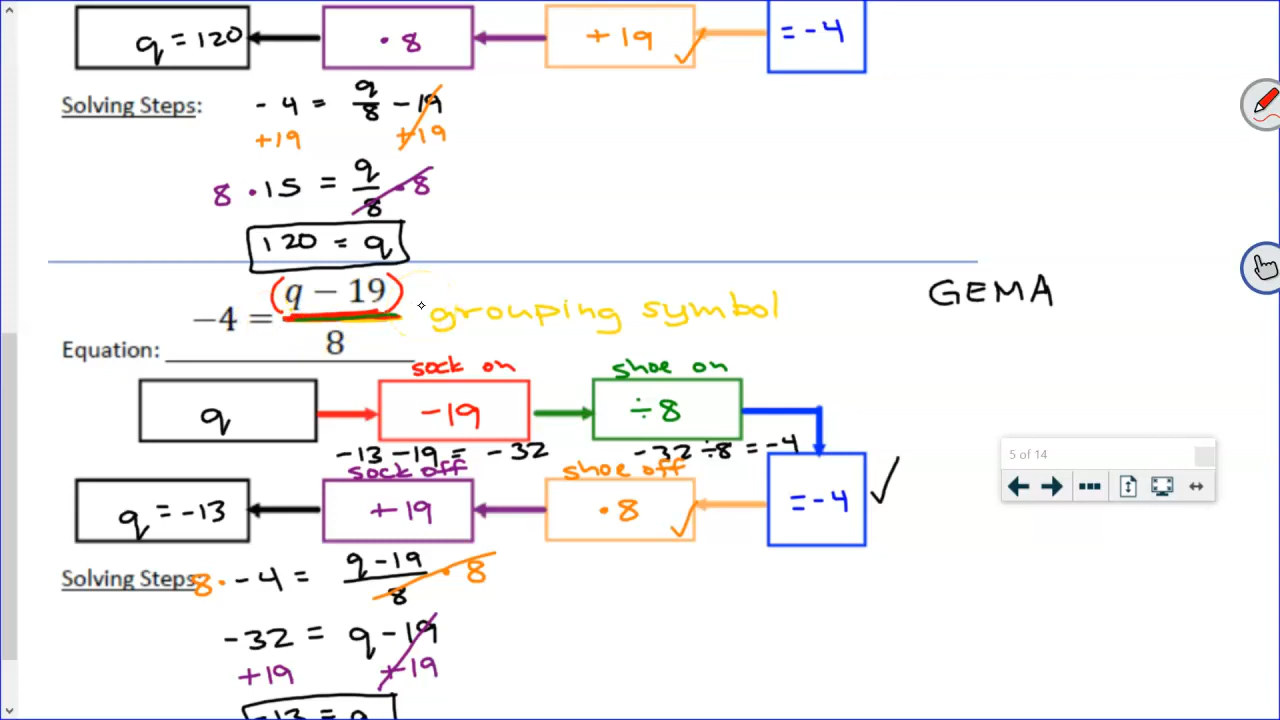 q = 120 · 8 + 19 = -4
Solving Steps: - 4 = q/8 - 19
+19 +19
8 · 15 = q/8 · 8
120 = q
-4 = (q − 19)/8 grouping symbol GEMA
Equation:
sock on shoe on
q -19 ÷8
-13 -19 = -32 -32 ÷8 = -4
sock off shoe off
q = -13 +19 · 8 = -4 ✓
5 of 14
Solving Steps 8 · -4 = q-19/8 · 8
-32 = q - 19
+19 +19
-13 = q